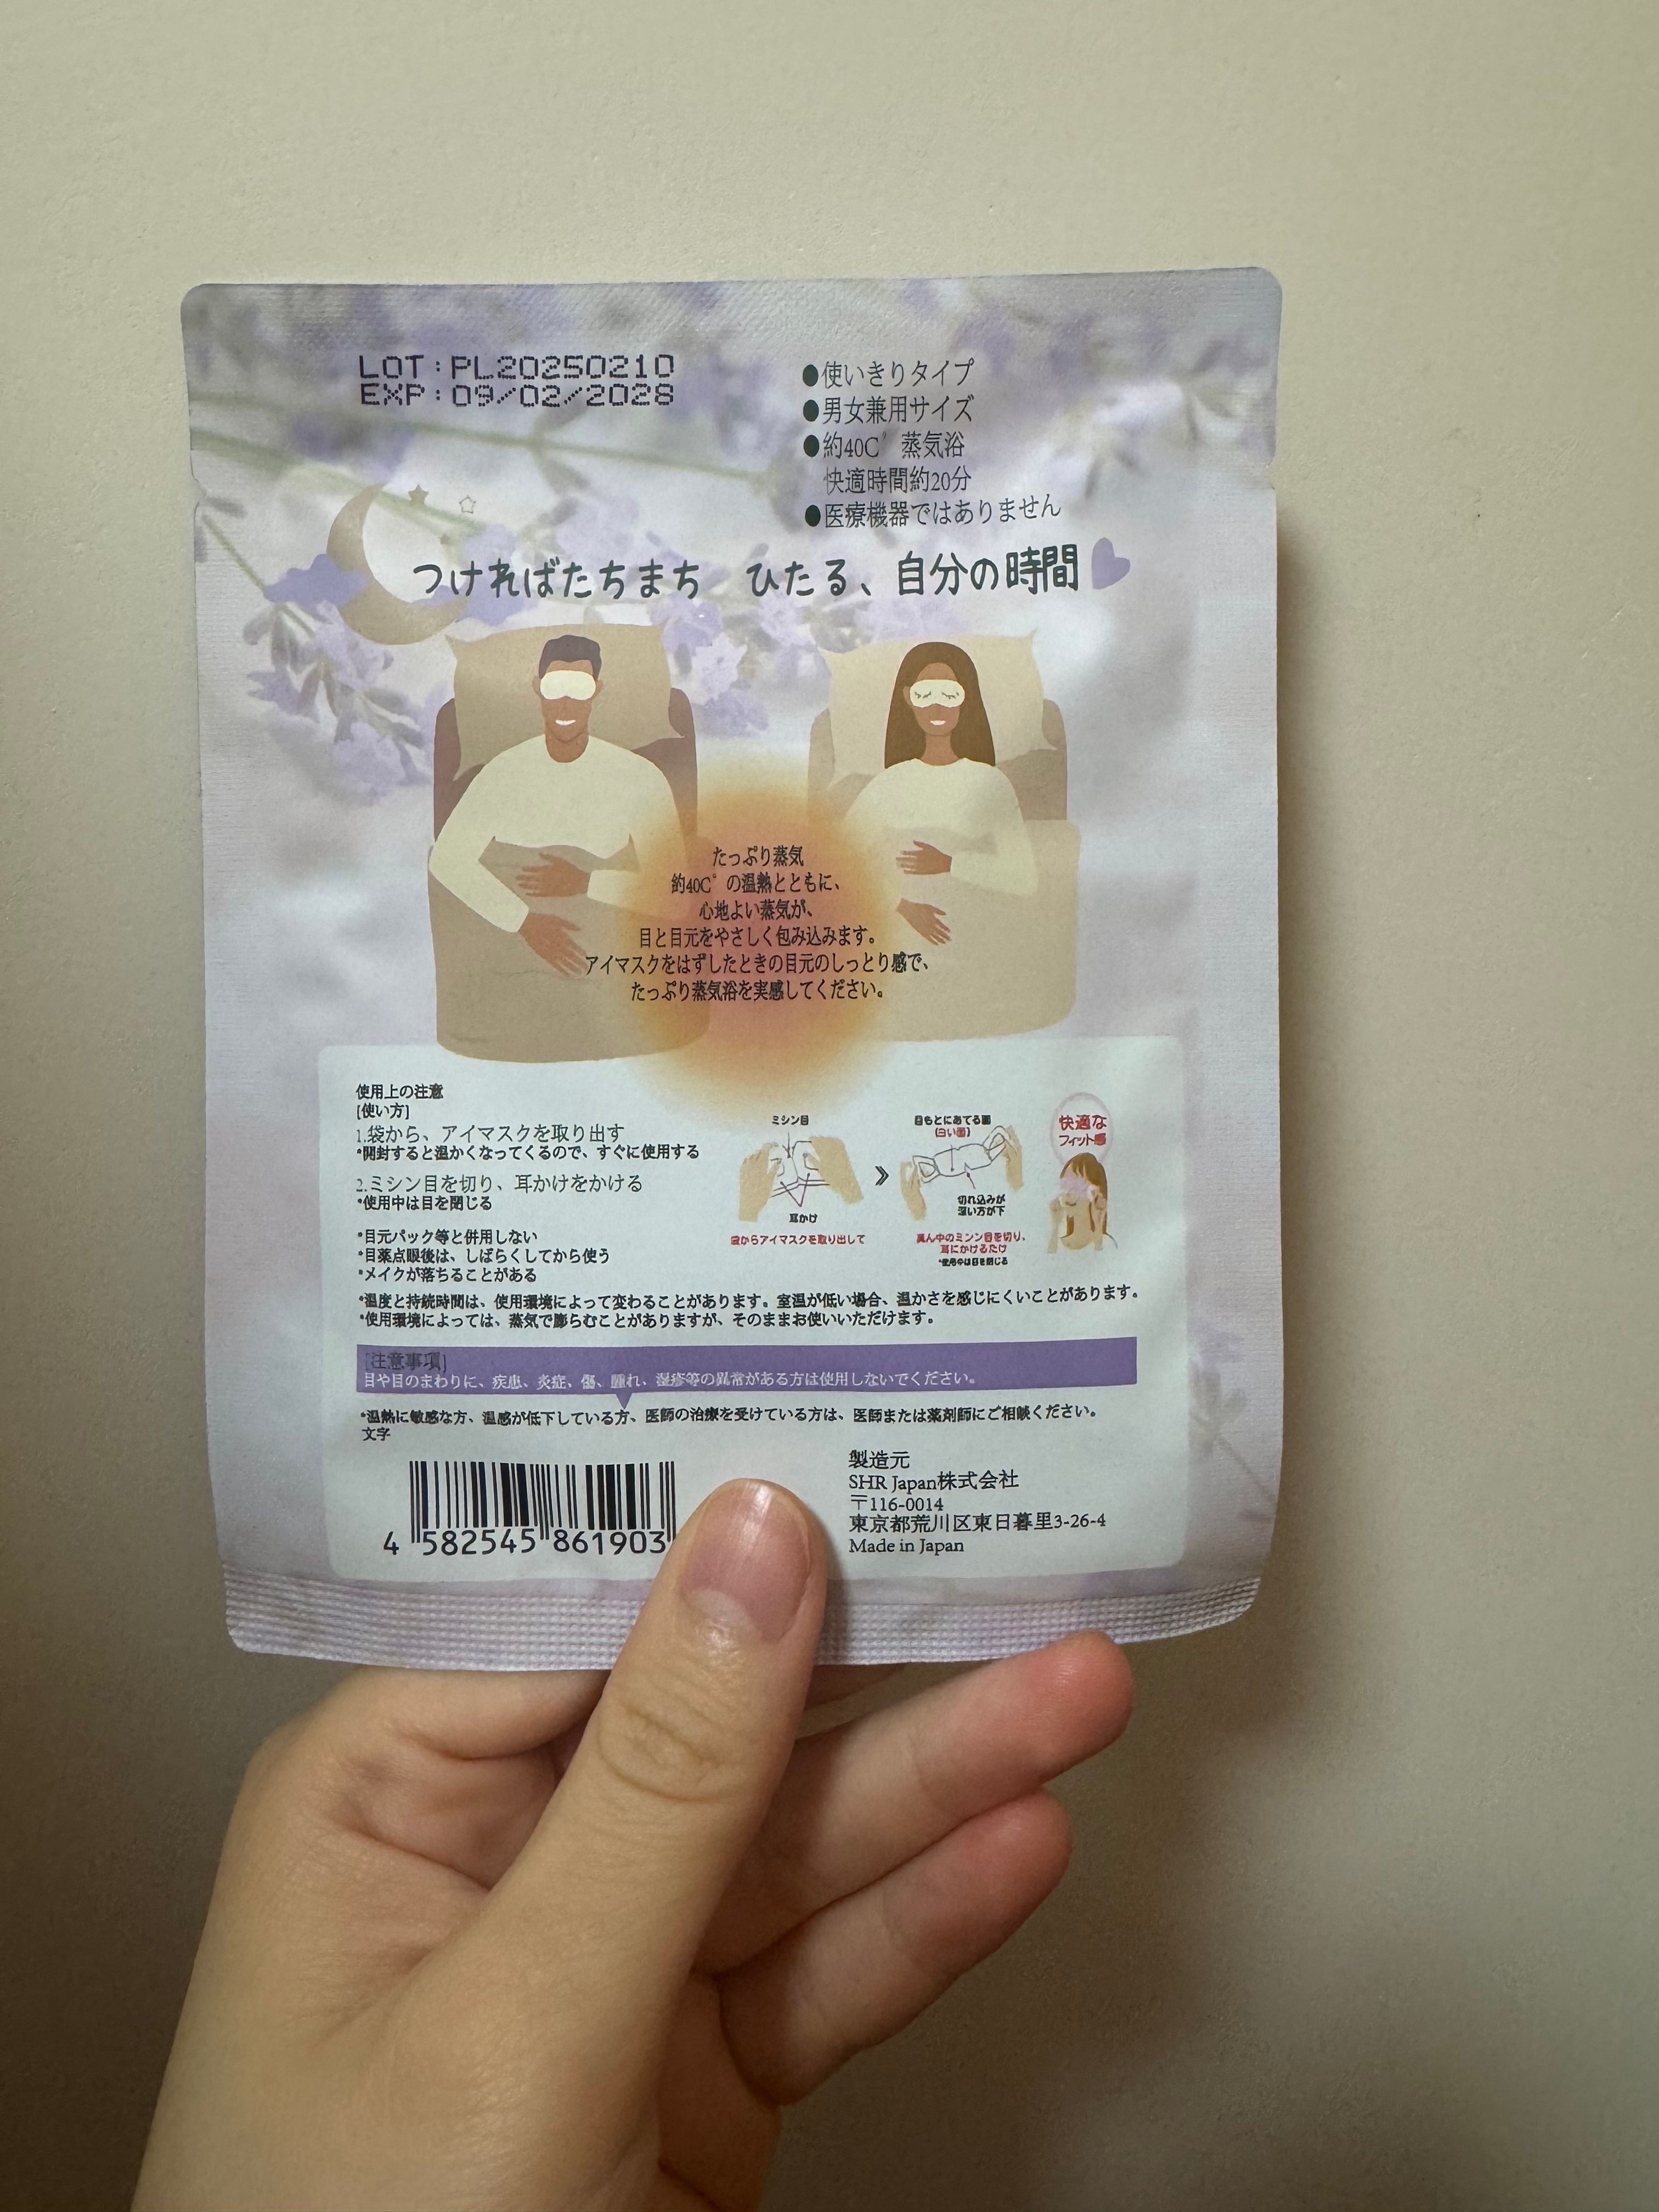 LOT:PL20250210
EXP:09/02/2028
●使いきりタイプ
●男女兼用サイズ
●約40C゜蒸気浴
快適時間約20分
●医療機器ではありません
つければたちまち ひたる、自分の時間
たっぷり蒸気
約40C゜の温熱とともに、
心地よい蒸気が、
目と目元をやさしく包み込みます。
アイマスクをはずしたときの目元のしっとり感で、
たっぷり蒸気浴を実感してください。
使用上の注意
[使い方]
1.袋から、アイマスクを取り出す
*開封すると温かくなってくるので、すぐに使用する
2.ミシン目を切り、耳かけをかける
*使用中は目を閉じる
*目元パック等と併用しない
*目薬点眼後は、しばらくしてから使う
*メイクが落ちることがある
ミシン目
耳かけ
袋からアイマスクを取り出して
目もとにあてる面
(白い面)
切れ込みが
深い方が下
真ん中のミンン目を切り、
耳にかけるだけ
*使用中は目を閉じる
快適な
フィット感
*温度と持続時間は、使用環境によって変わることがあります。室温が低い場合、温かさを感じにくいことがあります。
*使用環境によっては、蒸気で膨らむことがありますが、そのままお使いいただけます。
[注意事項]
目や目のまわりに、疾患、炎症、傷、腫れ、湿疹等の異常がある方は使用しないでください。
*温熱に敏感な方、温感が低下している方、医師の治療を受けている方は、医師または薬剤師にご相談ください。
文字
4 582545 861903
製造元
SHR Japan株式会社
〒116-0014
東京都荒川区東日暮里3-26-4
Made in Japan